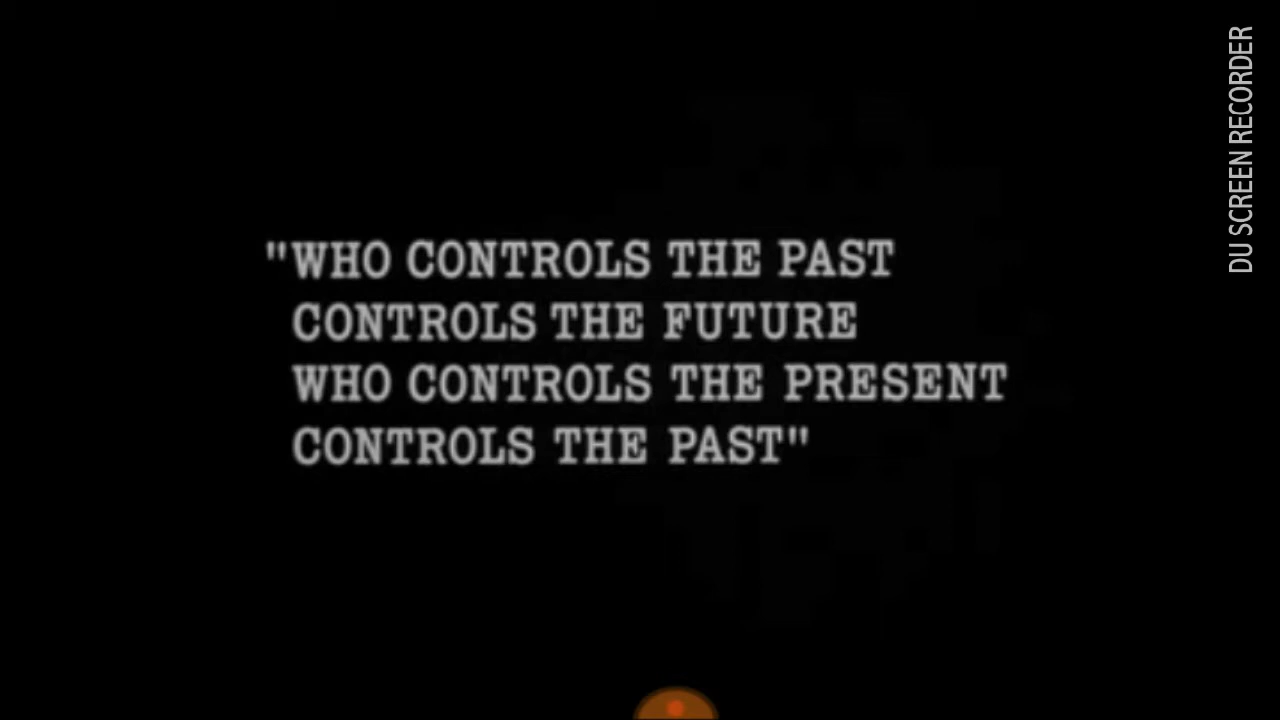 "WHO CONTROLS THE PAST
CONTROLS THE FUTURE
WHO CONTROLS THE PRESENT
CONTROLS THE PAST"
DU SCREEN RECORDER